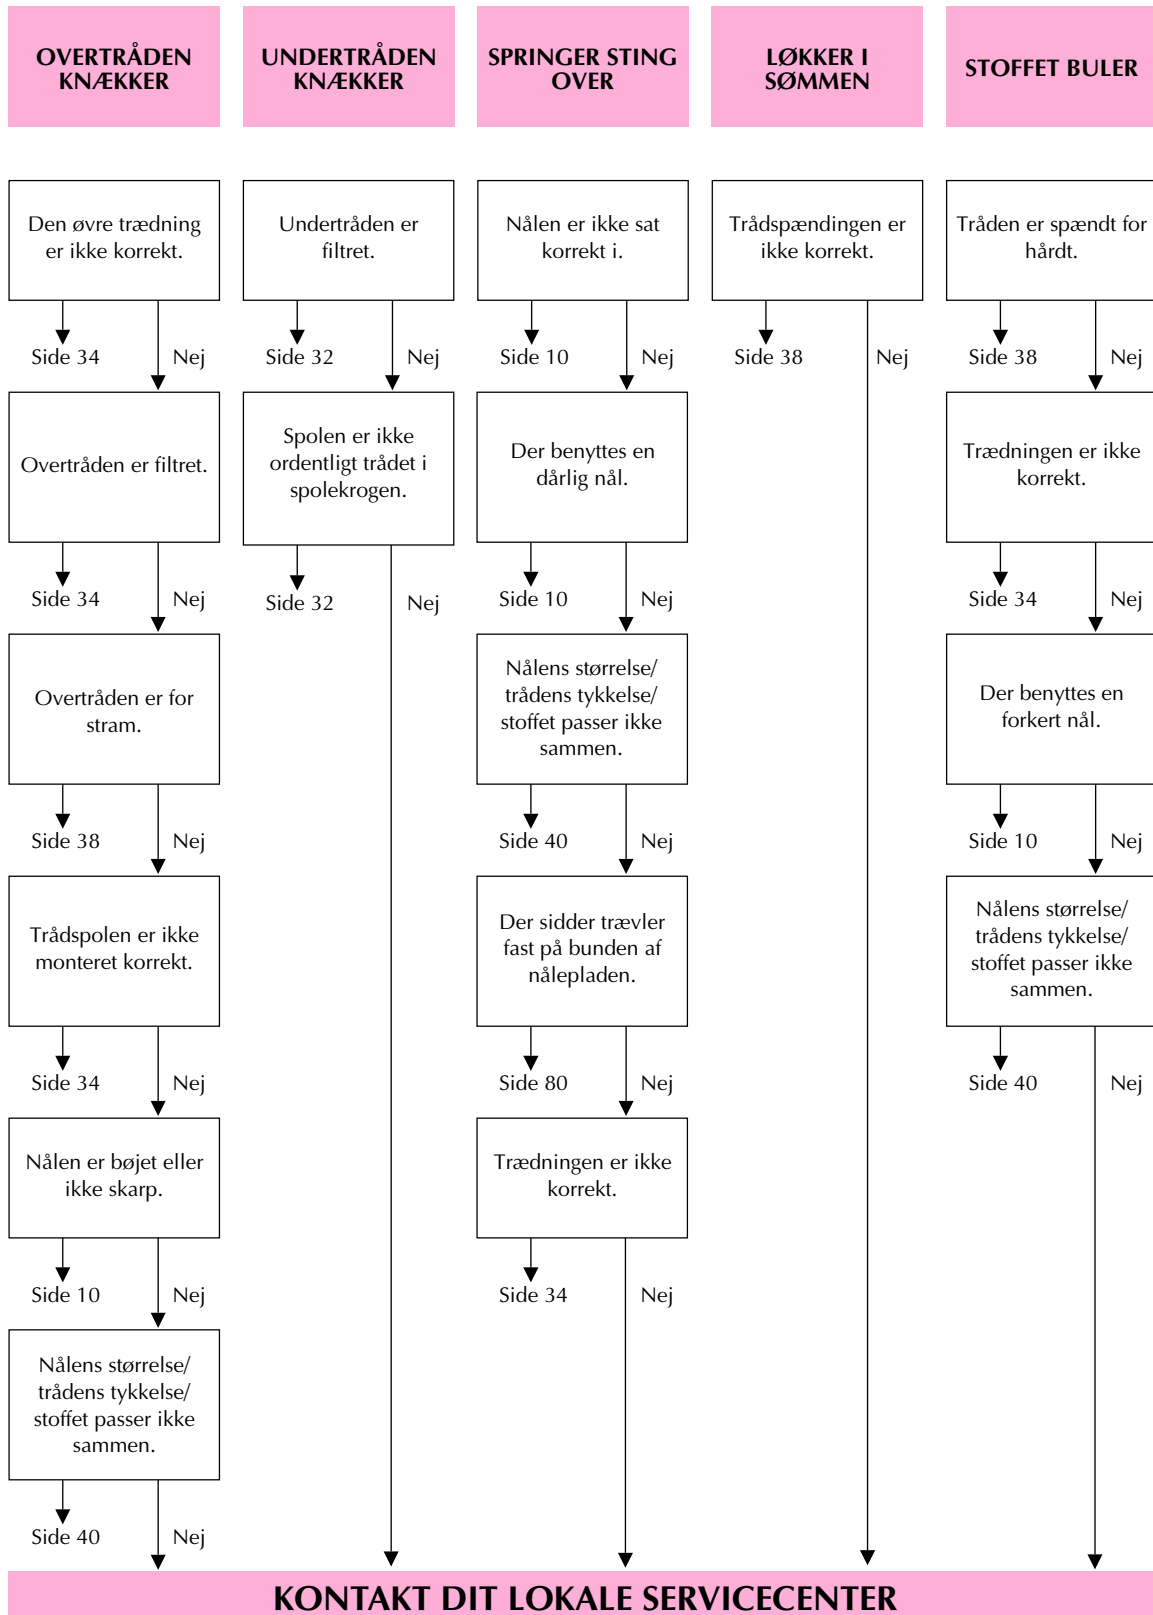 OVERTRÅDEN
KNÆKKER
Den øvre trædning
er ikke korrekt.
Side 34
Nej
Overtråden er filtret.
Side 34
Nej
Overtråden er for
stram.
Side 38
Nej
Trådspolen er ikke
monteret korrekt.
Side 34
Nej
Nålen er bøjet eller
ikke skarp.
Side 10
Nej
Nålens størrelse/
trådens tykkelse/
stoffet passer ikke
sammen.
Side 40
Nej
UNDERTRÅDEN
KNÆKKER
Undertråden er
filtret.
Side 32
Nej
Spolen er ikke
ordentligt trådet i
spolekrogen.
Side 32
Nej
SPRINGER STING
OVER
Nålen er ikke sat
korrekt i.
Side 10
Nej
Der benyttes en
dårlig nål.
Side 10
Nej
Nålens størrelse/
trådens tykkelse/
stoffet passer ikke
sammen.
Side 40
Nej
Der sidder trævler
fast på bunden af
nålepladen.
Side 80
Nej
Trædningen er ikke
korrekt.
Side 34
Nej
LØKKER I
SØMMEN
Trådspændingen er
ikke korrekt.
Side 38
Nej
STOFFET BULER
Tråden er spændt for
hårdt.
Side 38
Nej
Trædningen er ikke
korrekt.
Side 34
Nej
Der benyttes en
forkert nål.
Side 10
Nej
Nålens størrelse/
trådens tykkelse/
stoffet passer ikke
sammen.
Side 40
Nej
KONTAKT DIT LOKALE SERVICECENTER